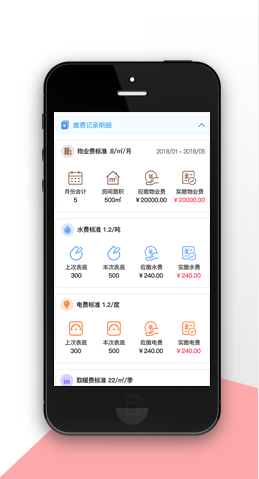 缴费记录明细
物业费标准 8/㎡/月 2018/01 - 2018/05
月份合计 房间面积 应缴物业费 实缴物业费
5 500㎡ ¥20000.00 ¥20000.00
水费标准 1.2/吨
上次表底 本次表底 应缴水费 实缴水费
300 500 ¥240.00 ¥240.00
电费标准 1.2/度
上次表底 本次表底 应缴电费 实缴电费
300 500 ¥240.00 ¥240.00
取暖费标准 22/㎡/季